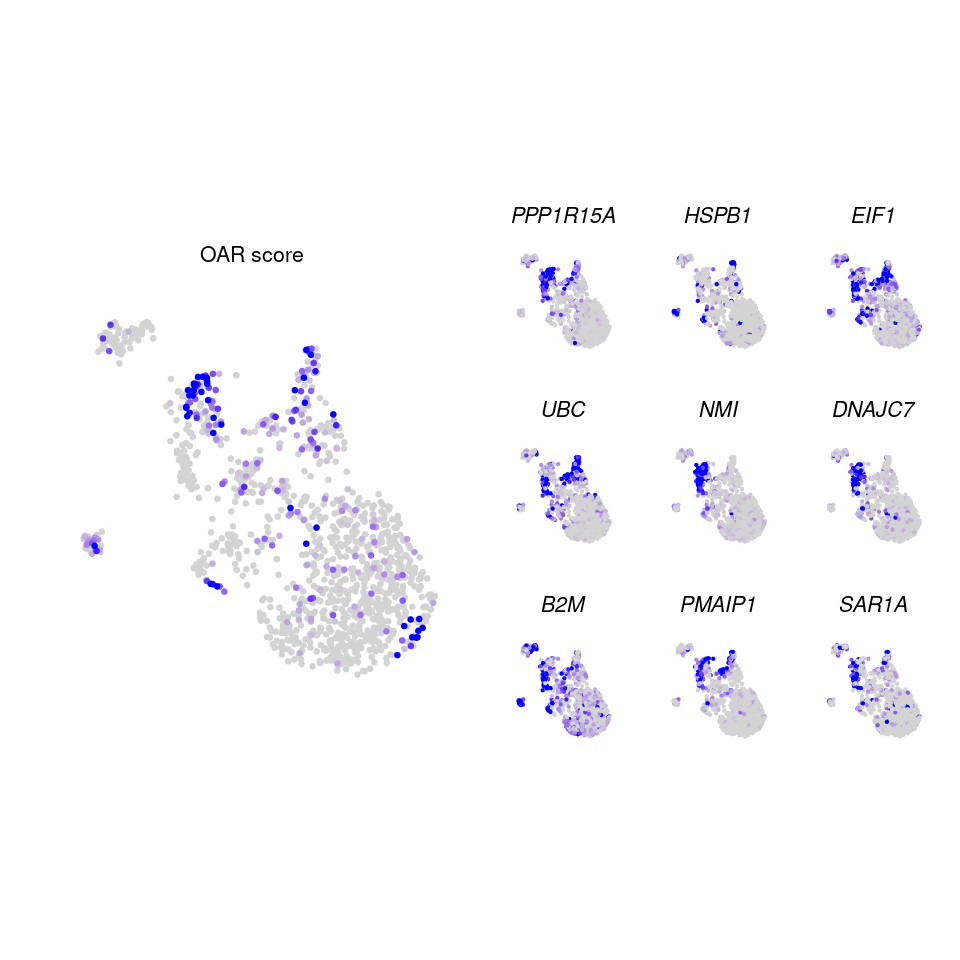 OAR score
PPP1R15A
HSPB1
EIF1
UBC
NMI
DNAJC7
B2M
PMAIP1
SAR1A